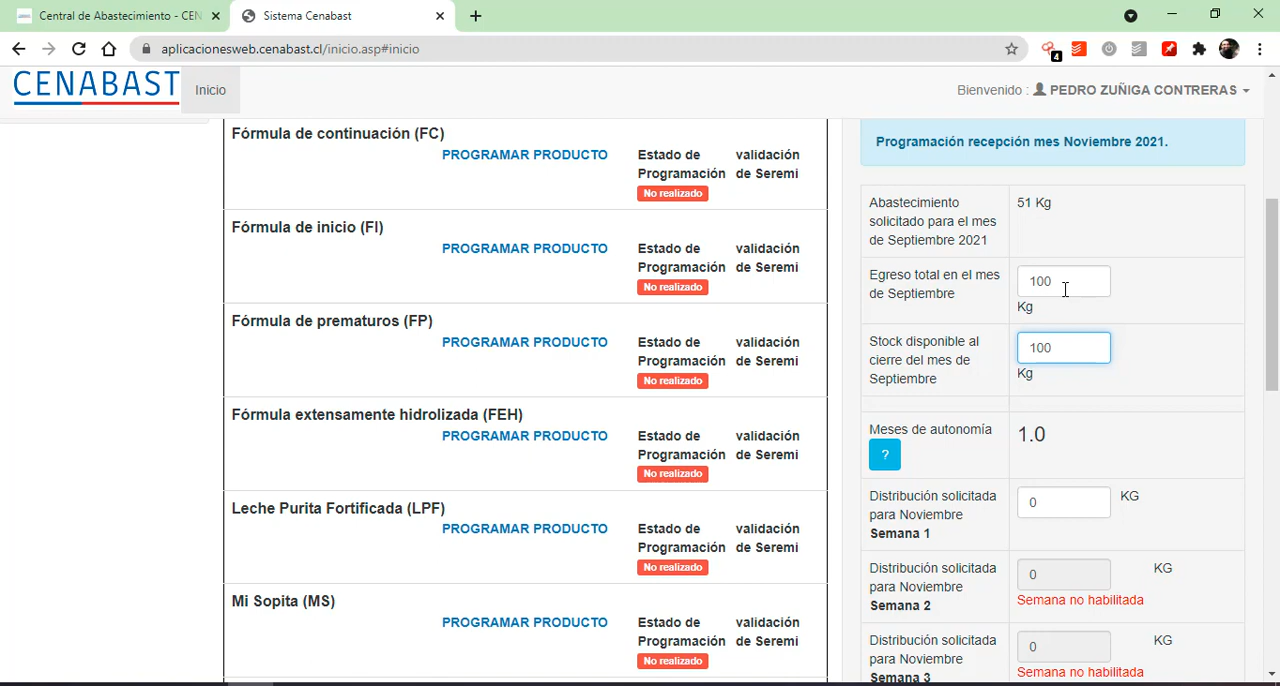 Central de Abastecimiento - CEN
Sistema Cenabast
aplicacionesweb.cenabast.cl/inicio.asp#inicio
4
CENABAST
Inicio
Bienvenido : PEDRO ZUÑIGA CONTRERAS
Fórmula de continuación (FC)
PROGRAMAR PRODUCTO
Estado de validación
Programación de Seremi
No realizado
Fórmula de inicio (FI)
PROGRAMAR PRODUCTO
Estado de validación
Programación de Seremi
No realizado
Fórmula de prematuros (FP)
PROGRAMAR PRODUCTO
Estado de validación
Programación de Seremi
No realizado
Fórmula extensamente hidrolizada (FEH)
PROGRAMAR PRODUCTO
Estado de validación
Programación de Seremi
No realizado
Leche Purita Fortificada (LPF)
PROGRAMAR PRODUCTO
Estado de validación
Programación de Seremi
No realizado
Mi Sopita (MS)
PROGRAMAR PRODUCTO
Estado de validación
Programación de Seremi
No realizado
Programación recepción mes Noviembre 2021.
Abastecimiento
solicitado para el mes
de Septiembre 2021
51 Kg
Egreso total en el mes
de Septiembre
100
Kg
Stock disponible al
cierre del mes de
Septiembre
100
Kg
Meses de autonomía
?
1.0
Distribución solicitada
para Noviembre
Semana 1
0 KG
Distribución solicitada
para Noviembre
Semana 2
0 KG
Semana no habilitada
Distribución solicitada
para Noviembre
Semana 3
0 KG
Semana no habilitada